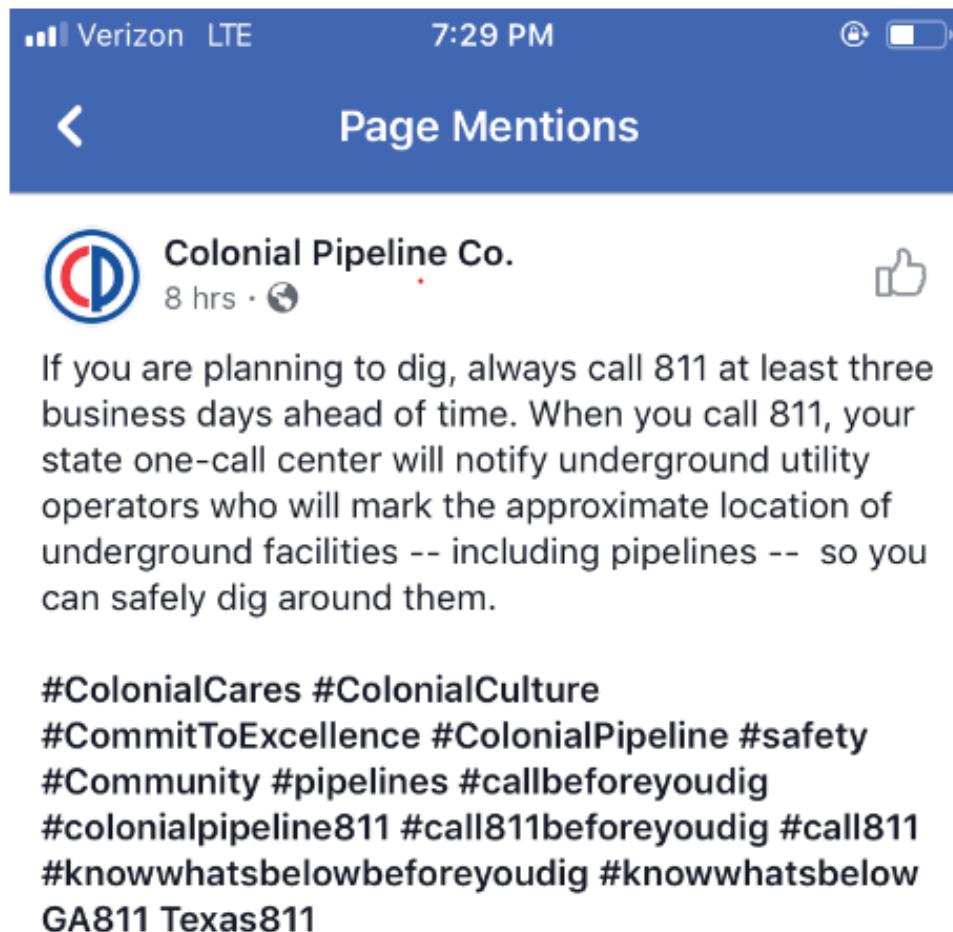 Verizon LTE 7:29 PM
Page Mentions
CP
Colonial Pipeline Co.
8 hrs ·
If you are planning to dig, always call 811 at least three
business days ahead of time. When you call 811, your
state one-call center will notify underground utility
operators who will mark the approximate location of
underground facilities -- including pipelines --  so you
can safely dig around them.
#ColonialCares #ColonialCulture
#CommitToExcellence #ColonialPipeline #safety
#Community #pipelines #callbeforeyoudig
#colonialpipeline811 #call811beforeyoudig #call811
#knowwhatsbelowbeforeyoudig #knowwhatsbelow
GA811 Texas811